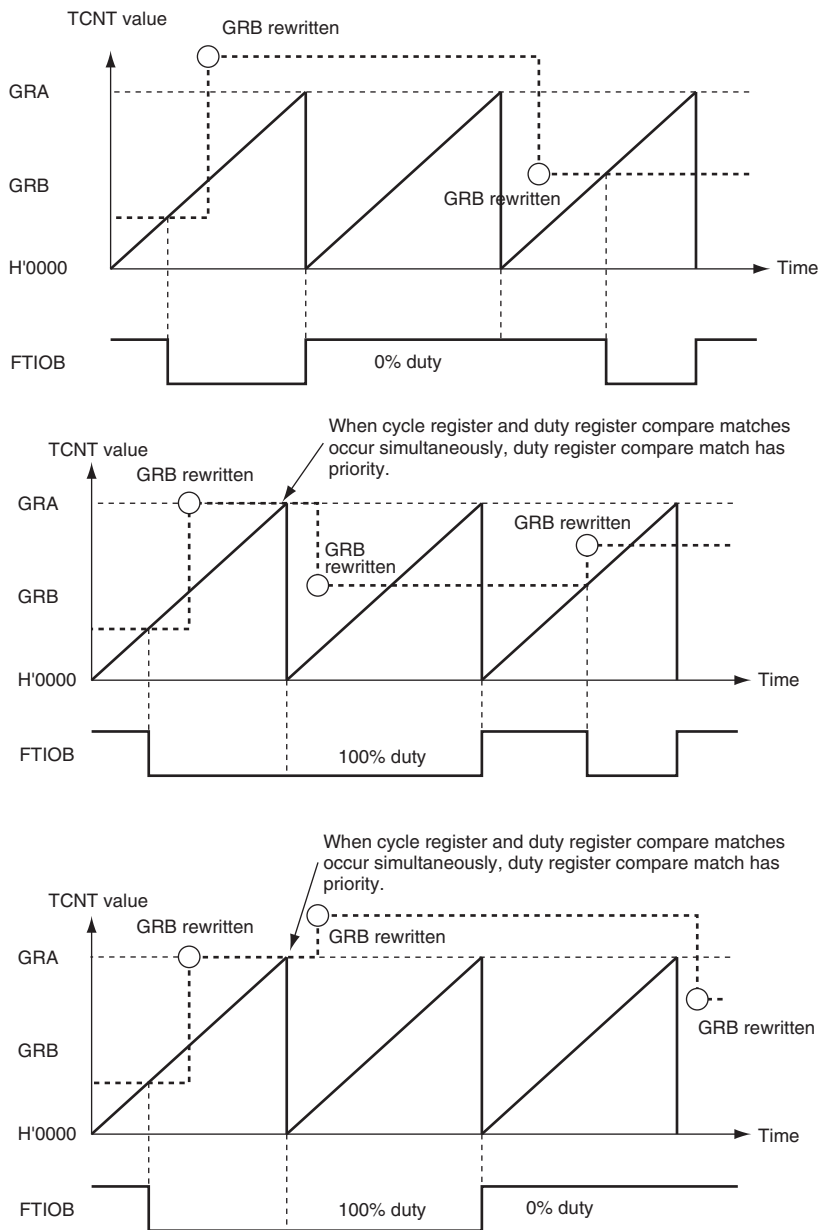 TCNT value
GRB rewritten
GRA
GRB
GRB rewritten
H'0000
Time
FTIOB
0% duty
When cycle register and duty register compare matches
occur simultaneously, duty register compare match has
priority.
TCNT value
GRB rewritten
GRA
GRB rewritten
GRB
rewritten
GRB
H'0000
Time
FTIOB
100% duty
When cycle register and duty register compare matches
occur simultaneously, duty register compare match has
priority.
TCNT value
GRB rewritten
GRB rewritten
GRA
GRB rewritten
GRB
H'0000
Time
FTIOB
100% duty
0% duty